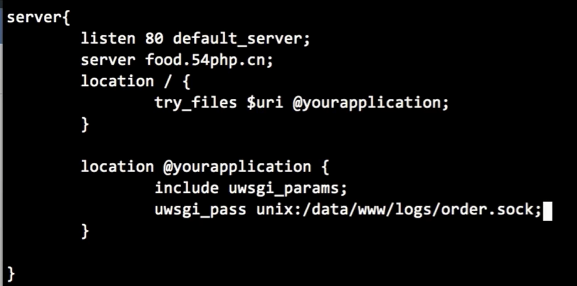 server{
        listen 80 default_server;
        server food.54php.cn;
        location / {
                try_files $uri @yourapplication;
        }

        location @yourapplication {
                include uwsgi_params;
                uwsgi_pass unix:/data/www/logs/order.sock;
        }

}